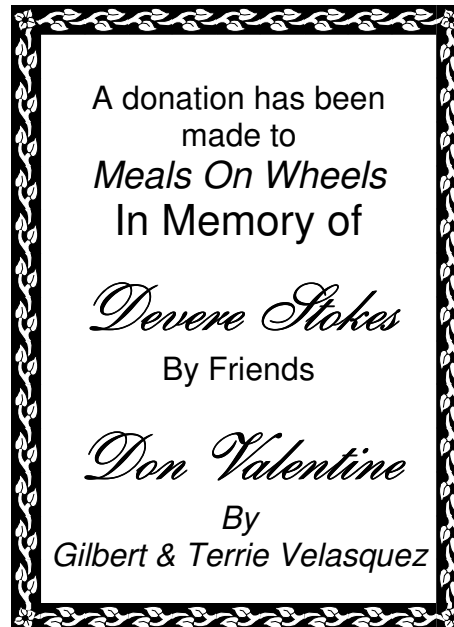 A donation has been
made to
Meals On Wheels
In Memory of
Devere Stokes
By Friends
Don Valentine
By
Gilbert & Terrie Velasquez